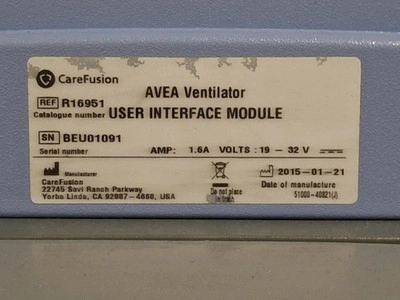 CareFusion
AVEA Ventilator
REF R16951
Catalogue number
USER INTERFACE MODULE
SN BEU01091
Serial number
AMP: 1.6A VOLTS : 19 - 32 V
Manufacturer
CareFusion
22745 Savi Ranch Parkway
Yorba Linda, CA 92887-4668, USA
Do not place
in trash
2015-01-21
Date of manufacture
51000-40821(J)